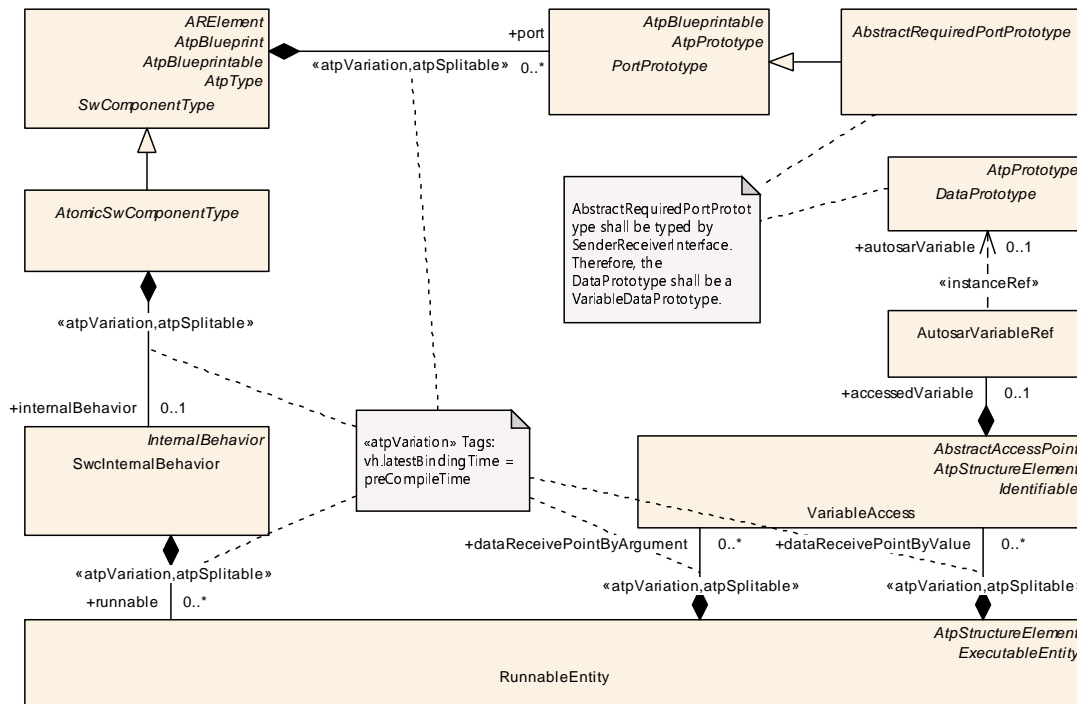 ARElement
AtpBlueprint
AtpBlueprintable
AtpType
SwComponentType
+port
«atpVariation,atpSplitable»
0..*
AtpBlueprintable
AtpPrototype
PortPrototype
AbstractRequiredPortPrototype
AtomicSwComponentType
AbstractRequiredPortProtot
ype shall be typed by
SenderReceiverInterface.
Therefore, the
DataPrototype shall be a
VariableDataPrototype.
AtpPrototype
DataPrototype
+autosarVariable
0..1
«instanceRef»
AutosarVariableRef
+accessedVariable
0..1
«atpVariation,atpSplitable»
+internalBehavior
0..1
InternalBehavior
SwcInternalBehavior
«atpVariation» Tags:
vh.latestBindingTime =
preCompileTime
AbstractAccessPoint
AtpStructureElement
Identifiable
VariableAccess
+dataReceivePointByArgument
0..*
+dataReceivePointByValue
0..*
«atpVariation,atpSplitable»
«atpVariation,atpSplitable»
«atpVariation,atpSplitable»
+runnable
0..*
AtpStructureElement
ExecutableEntity
RunnableEntity